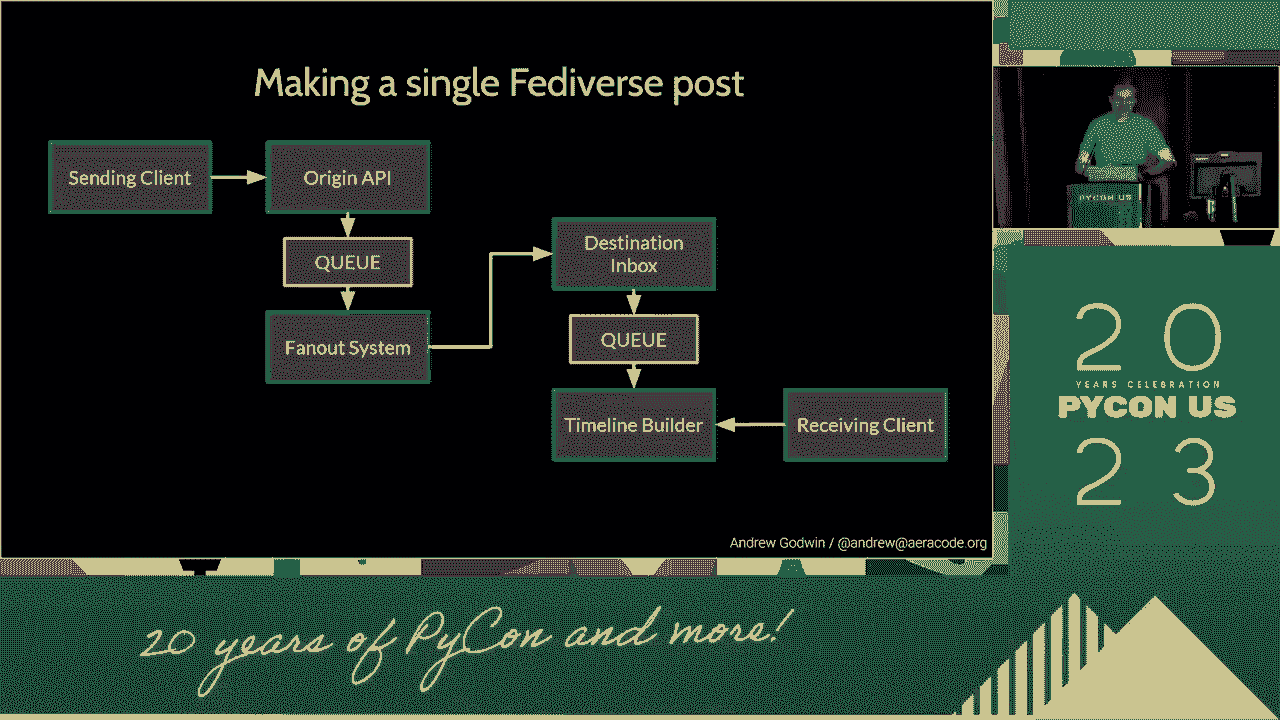 Making a single Fediverse post
Sending Client
Origin API
QUEUE
Fanout System
Destination
Inbox
QUEUE
Timeline Builder
Receiving Client
Andrew Godwin / @andrew@aeracode.org
PYCON US
20
YEARS CELEBRATION
PYCON US
23
20 years of PyCon and more!